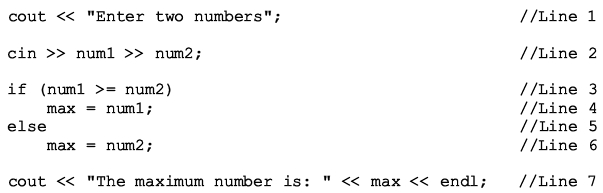 cout << "Enter two numbers"; //Line 1
cin >> num1 >> num2; //Line 2
if (num1 >= num2) //Line 3
    max = num1; //Line 4
else //Line 5
    max = num2; //Line 6
cout << "The maximum number is: " << max << endl; //Line 7